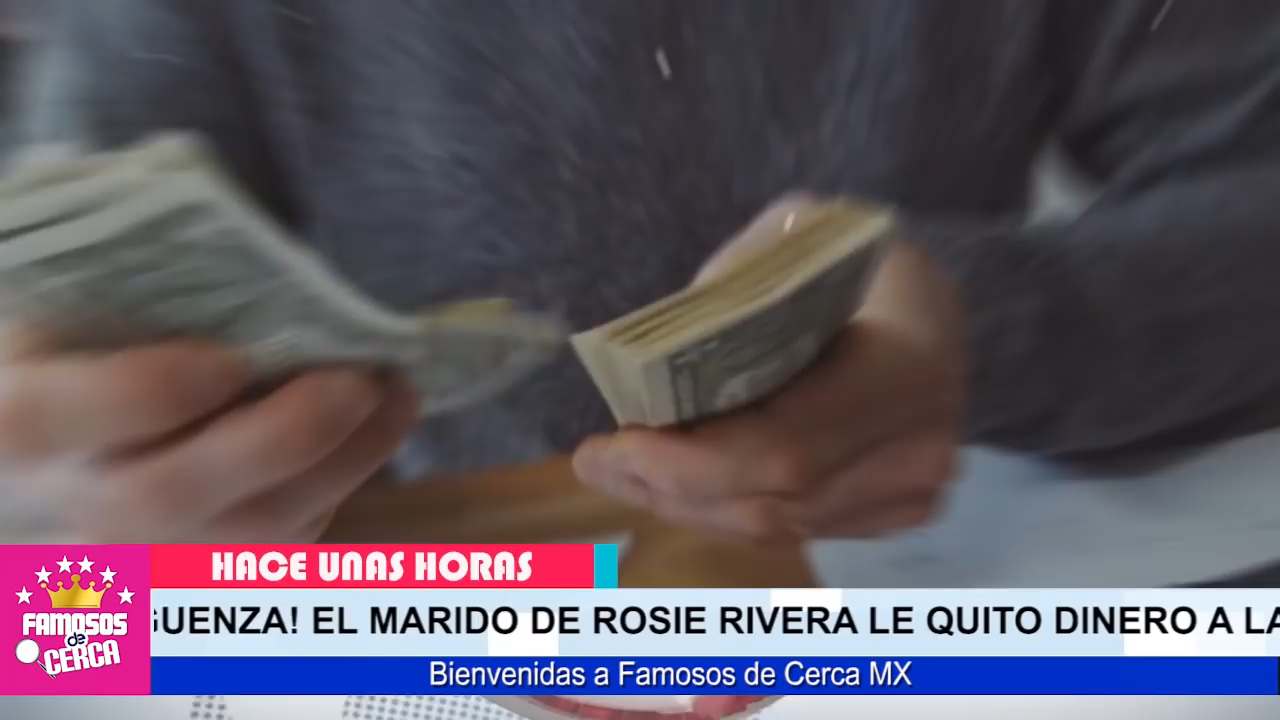 HACE UNAS HORAS
GUENZA! EL MARIDO DE ROSIE RIVERA LE QUITO DINERO A LA
FAMOSOS
de
CERCA
Bienvenidas a Famosos de Cerca MX